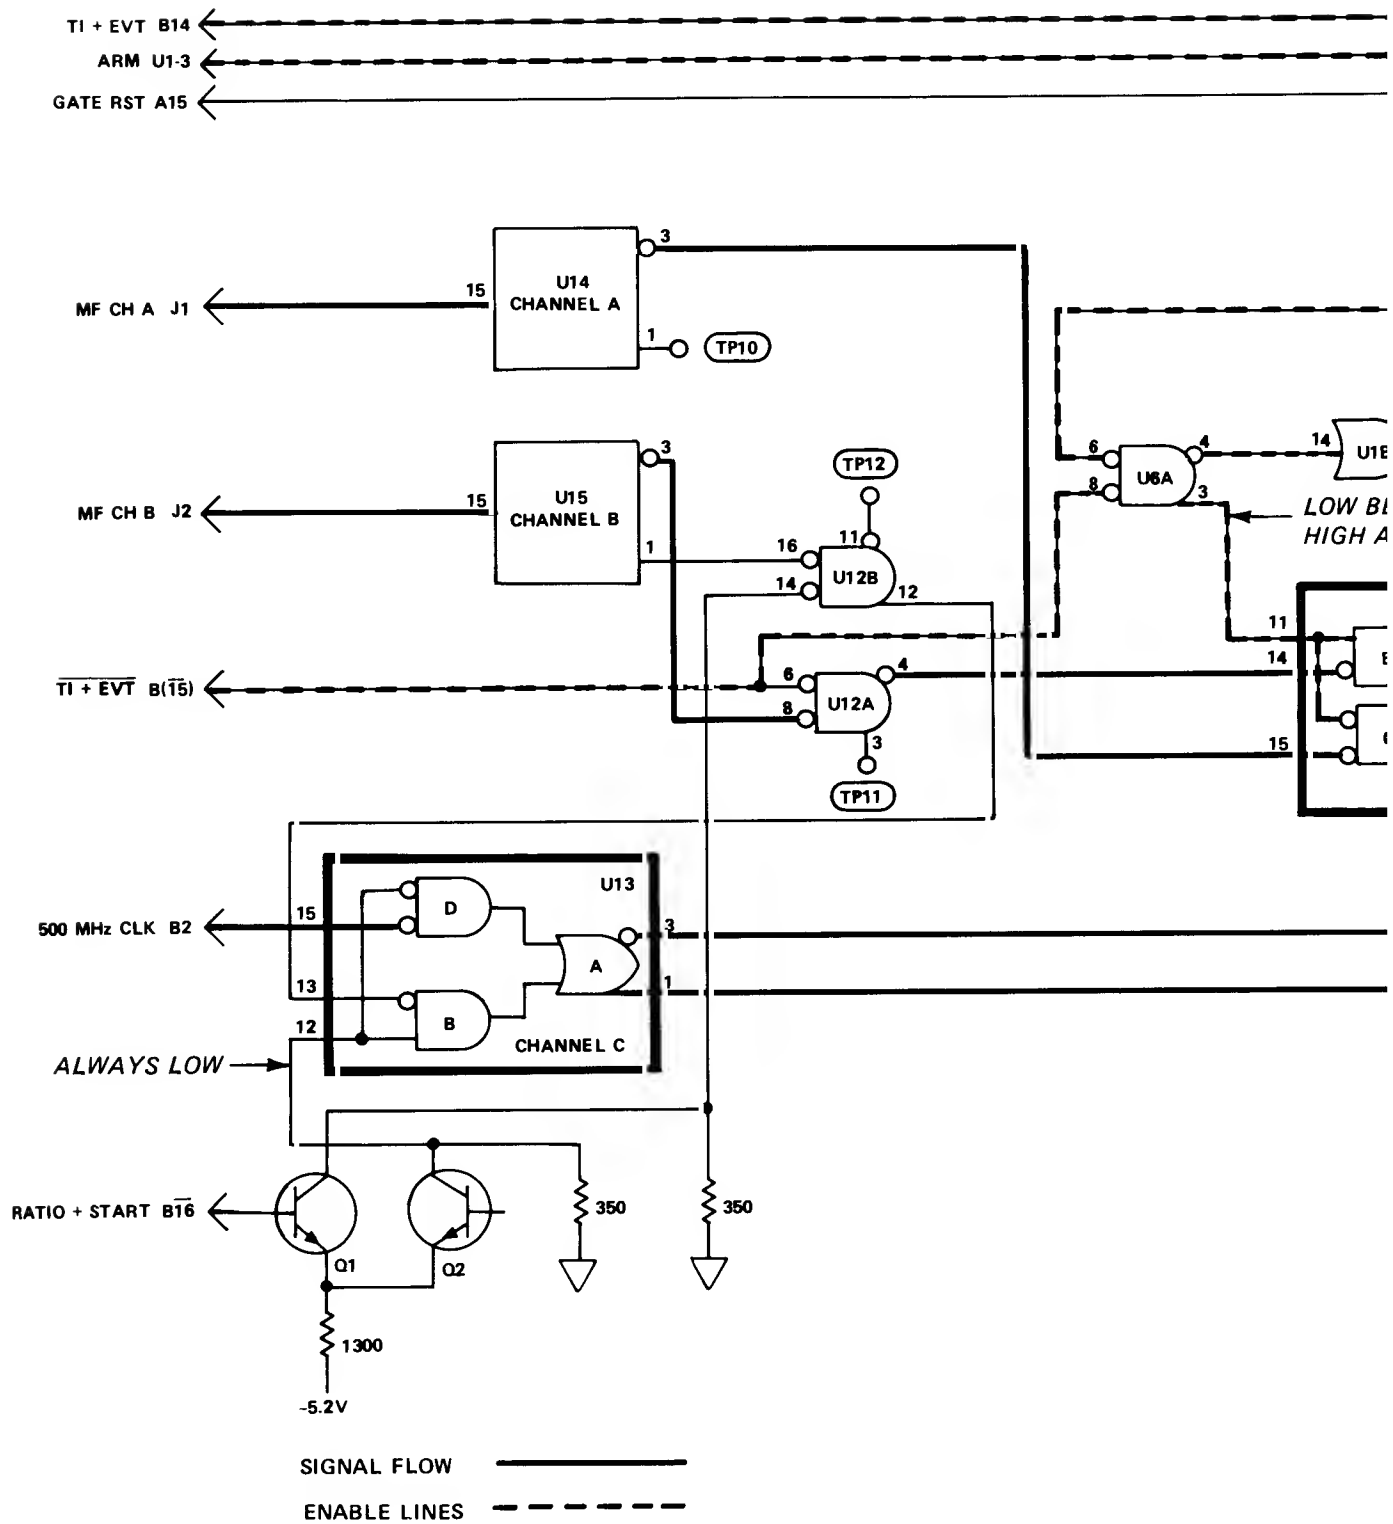 TI + EVT B14
ARM U1-3
GATE RST A15
3
15
U14
CHANNEL A
MF CH A J1
1
TP10
3
TP12
6
4
14
U6A
8
3
15
U15
CHANNEL B
MF CH B J2
LOW
HIGH A
11
1
16
U12B
14
12
11
14
TI + EVT B(15)
6
4
U12A
8
3
15
TP11
U13
D
15
500 MHz CLK B2
3
A
13
1
B
12
CHANNEL C
ALWAYS LOW
RATIO + START B16
350
350
Q1
Q2
1300
-5.2V
SIGNAL FLOW
ENABLE LINES